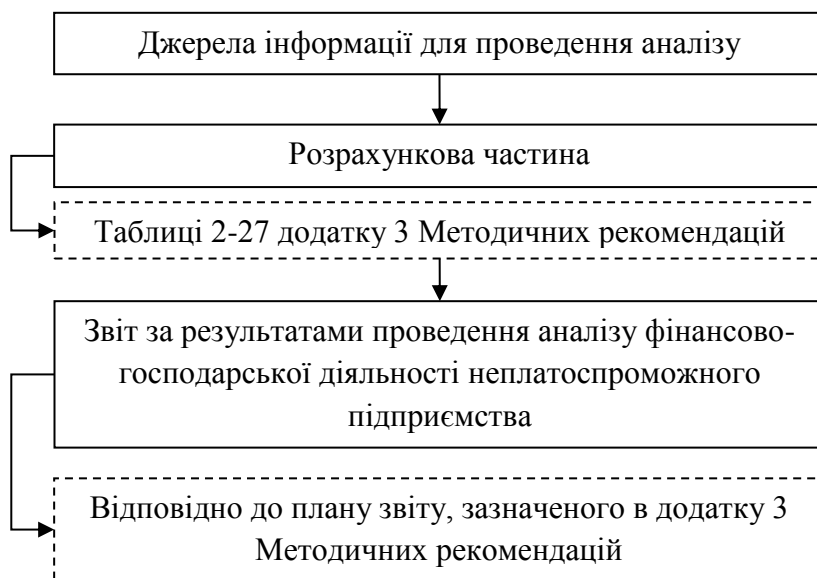 Джерела інформації для проведення аналізу
Розрахункова частина
Таблиці 2-27 додатку 3 Методичних рекомендацій
Звіт за результатами проведення аналізу фінансово-
господарської діяльності неплатоспроможного
підприємства
Відповідно до плану звіту, зазначеного в додатку 3
Методичних рекомендацій